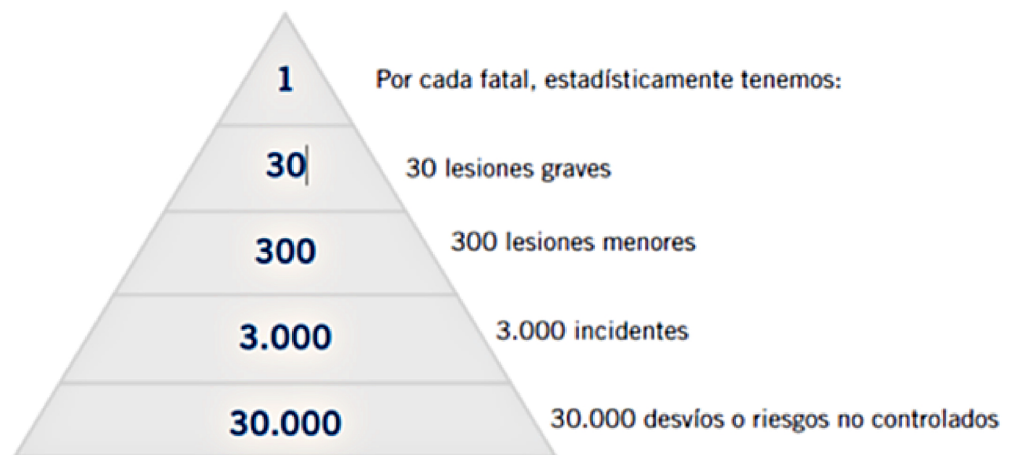 1
Por cada fatal, estadísticamente tenemos:
30
30 lesiones graves
300
300 lesiones menores
3.000
3.000 incidentes
30.000
30.000 desvíos o riesgos no controlados